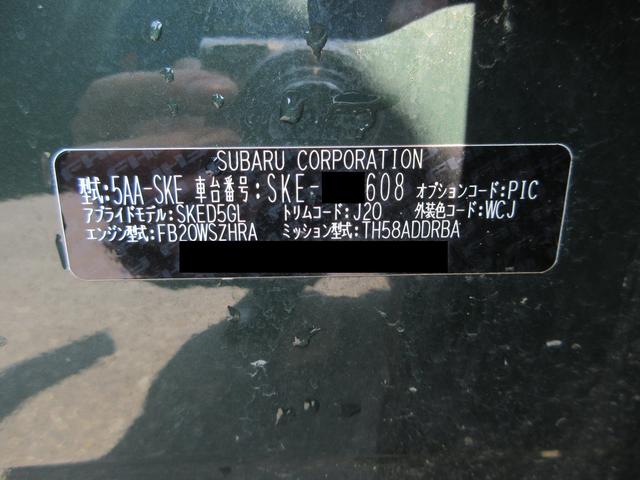 SUBARU CORPORATION
型式:5AA-SKE 車台番号:SKE- 608 オプションコード:PIC
アプライドモデル:SKED5GL トリムコード:J20 外装色コード:WCJ
エンジン型式:FB20WSZHRA ミッション型式:TH58ADDRBA